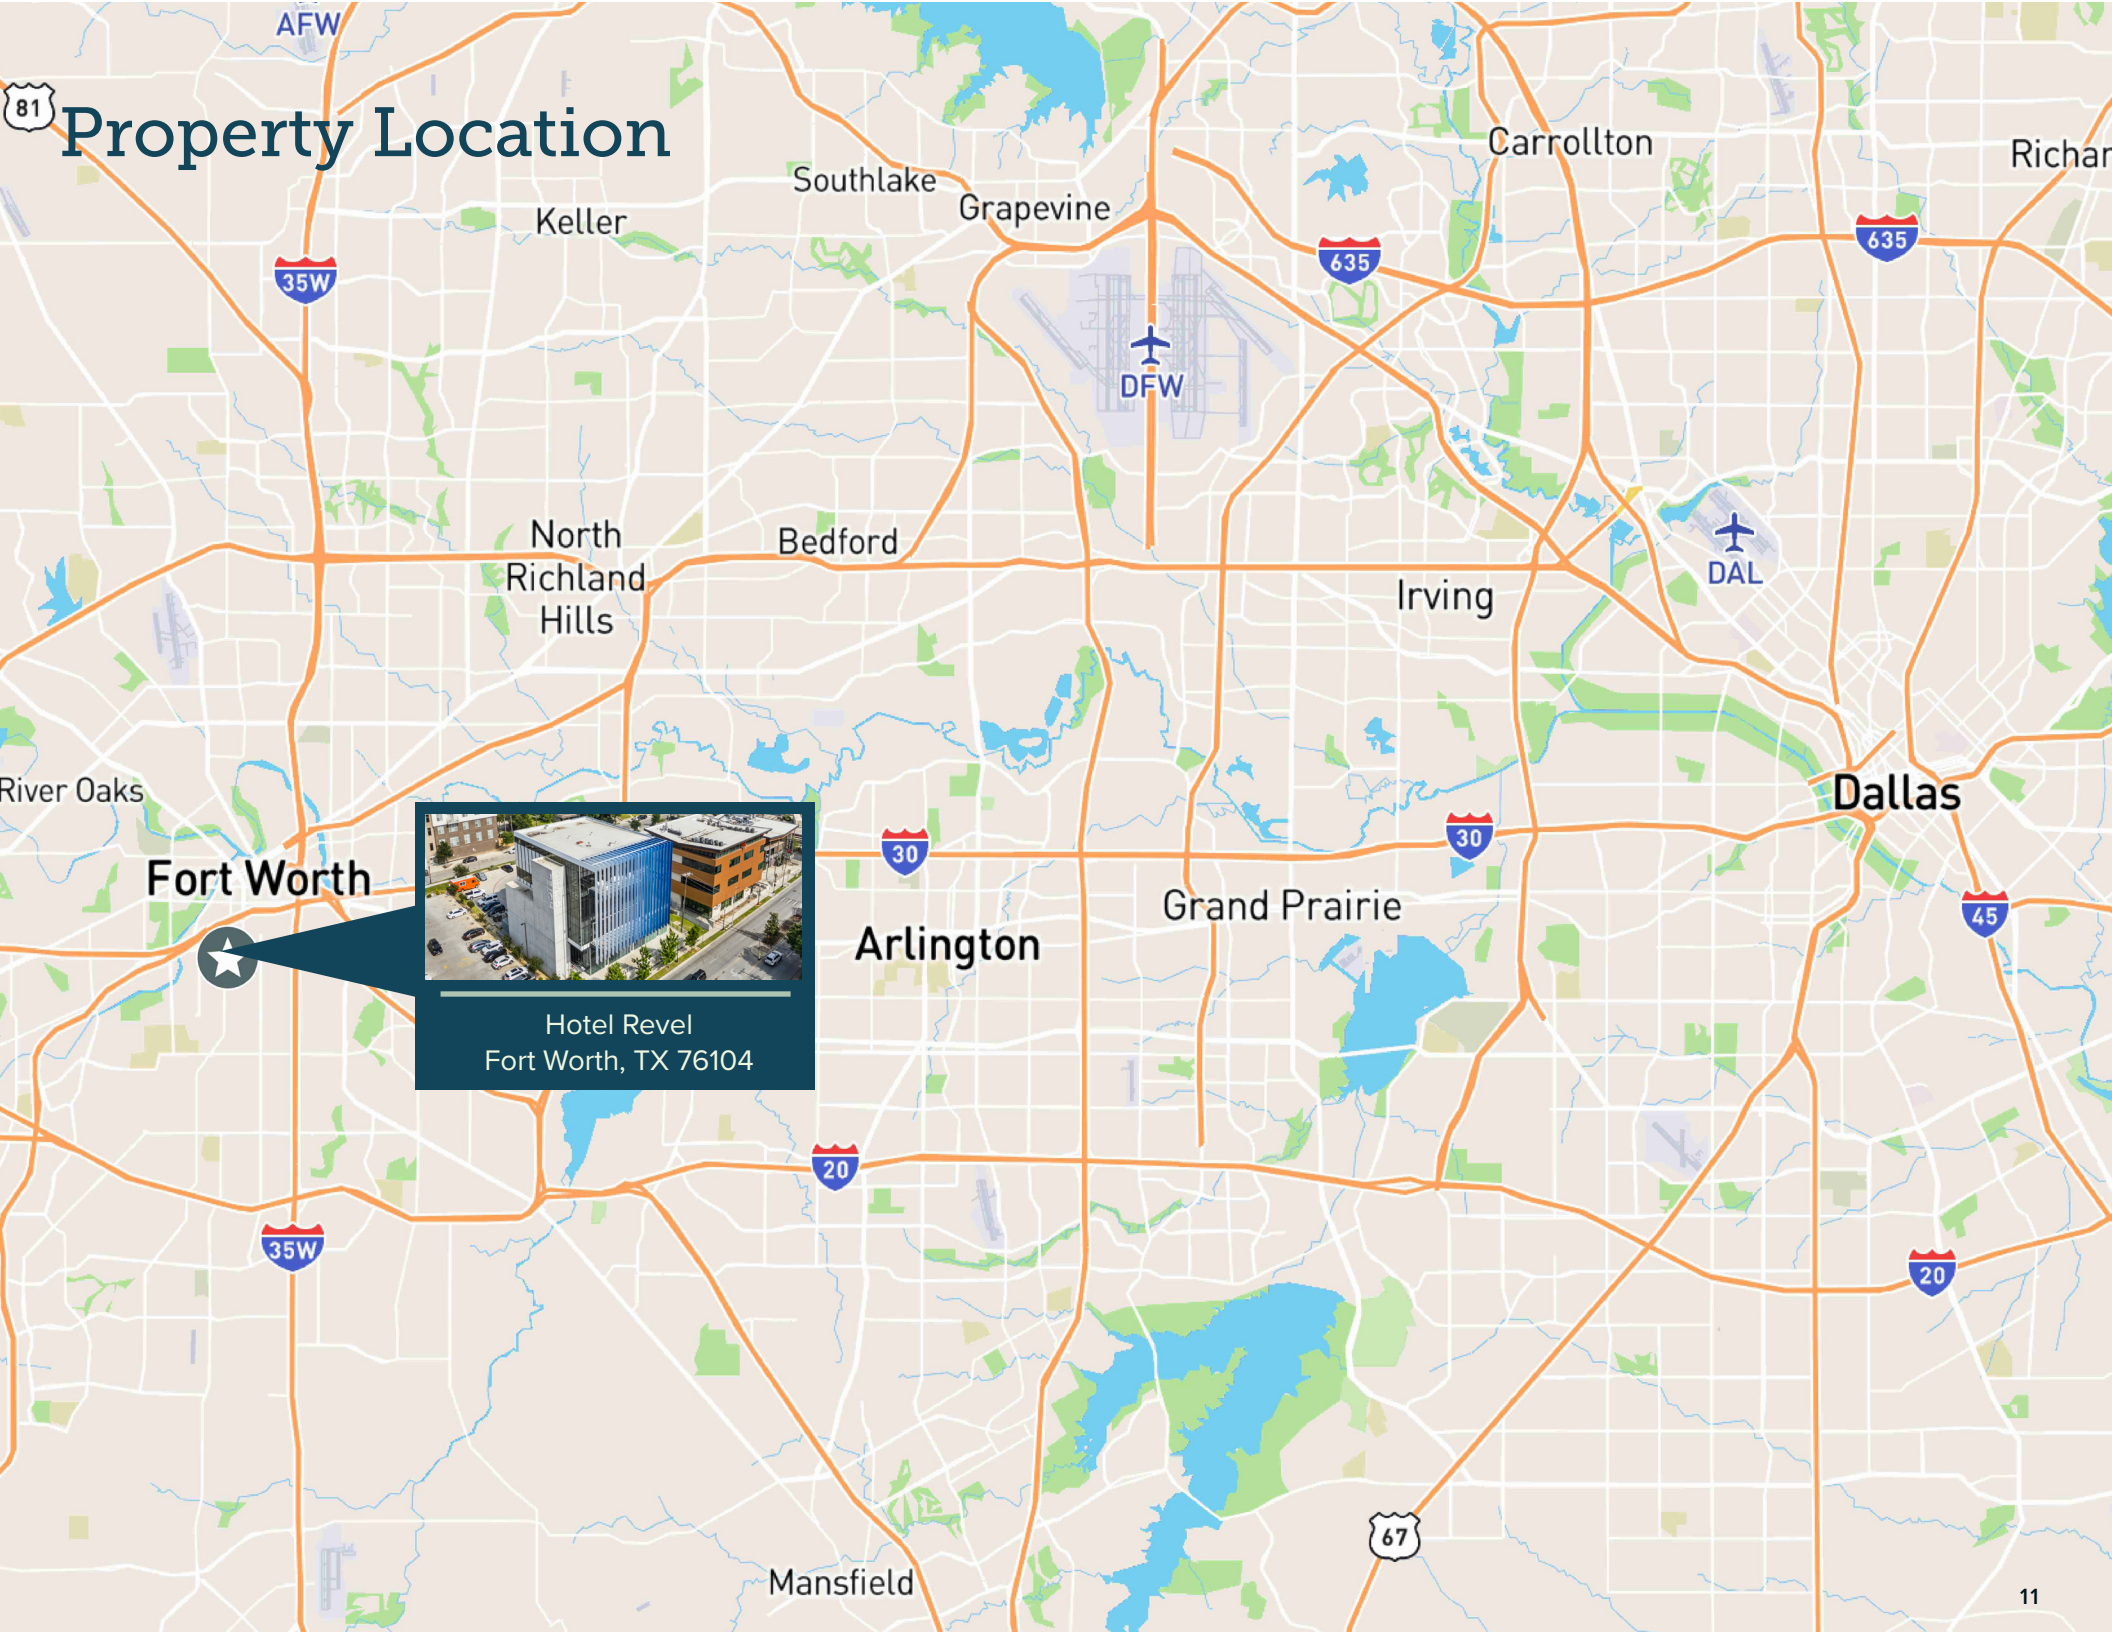 AFW
81
Property Location
Carrollton
Richar
Southlake
Grapevine
Keller
635
635
35W
DFW
North
Richland
Hills
Bedford
DAL
Irving
River Oaks
Dallas
30
30
Fort Worth
Grand Prairie
45
Arlington
Hotel Revel
Fort Worth, TX 76104
20
35W
20
67
Mansfield
11